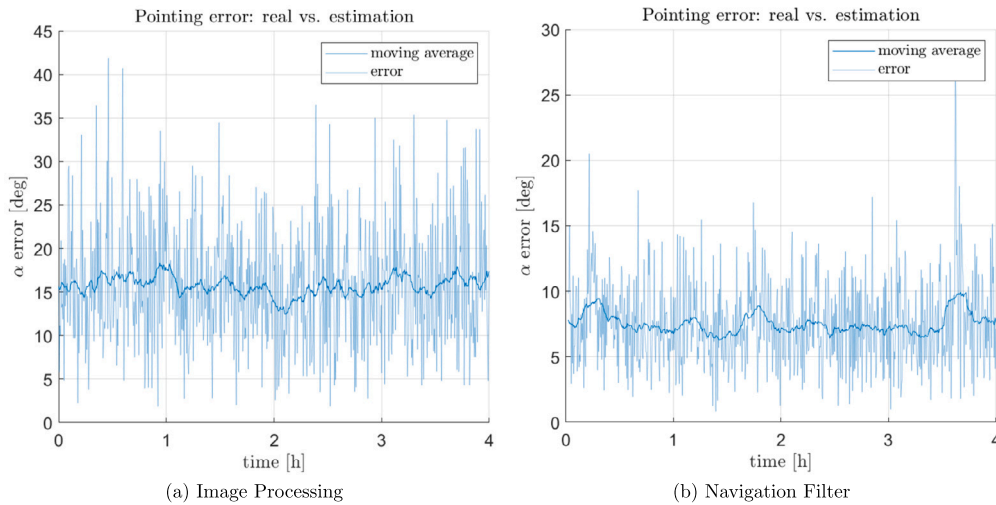 Pointing error: real vs. estimation
45
40
35
30
25
20
15
10
5
0
α error [deg]
moving average
error
0 1 2 3 4
time [h]
(a) Image Processing
Pointing error: real vs. estimation
30
25
20
15
10
5
0
α error [deg]
moving average
error
0 1 2 3 4
time [h]
(b) Navigation Filter